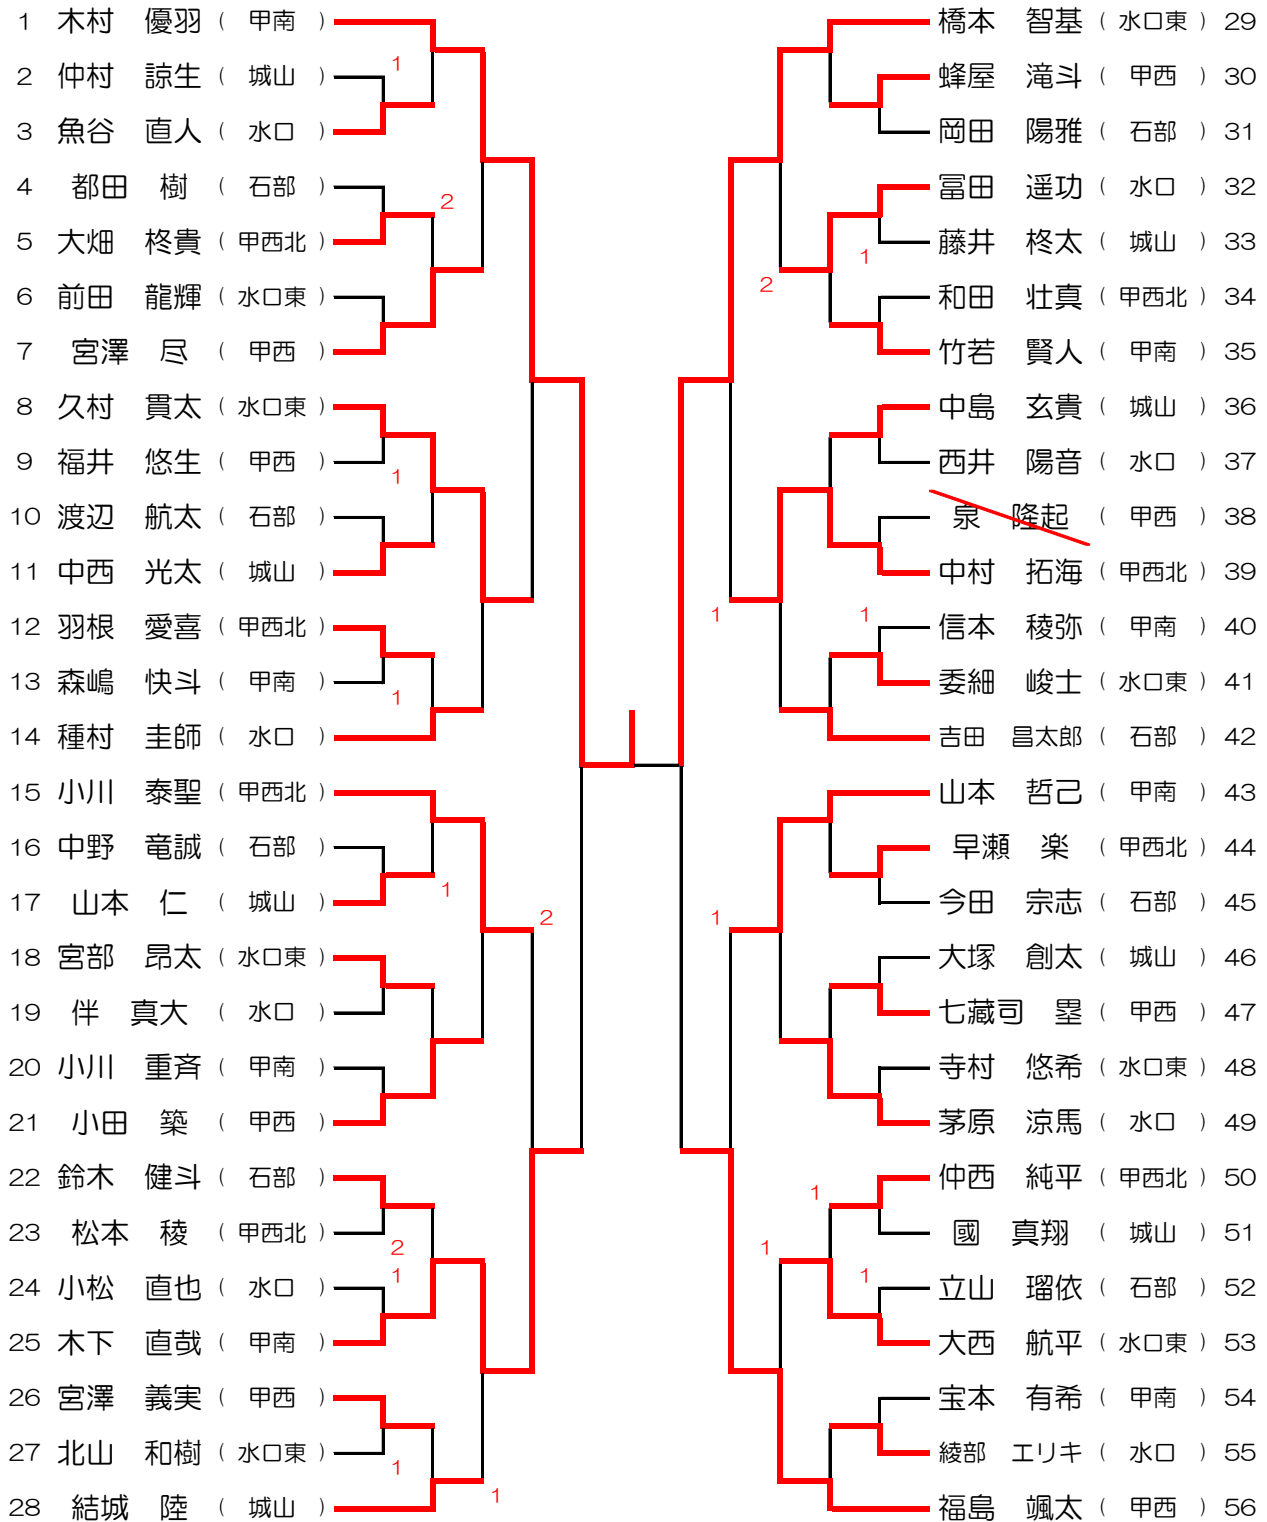 1 木村 優羽 ( 甲南 )
2 仲村 諒生 ( 城山 )
1
3 魚谷 直人 ( 水口 )
4 都田 樹 ( 石部 )
2
5 大畑 柊貴 ( 甲西北 )
6 前田 龍輝 ( 水口東 )
7 宮澤 尽 ( 甲西 )
8 久村 貫太 ( 水口東 )
9 福井 悠生 ( 甲西 )
1
10 渡辺 航太 ( 石部 )
11 中西 光太 ( 城山 )
12 羽根 愛喜 ( 甲西北 )
13 森嶋 快斗 ( 甲南 )
1
14 種村 圭師 ( 水口 )
15 小川 泰聖 ( 甲西北 )
16 中野 竜誠 ( 石部 )
1
17 山本 仁 ( 城山 )
2
18 宮部 昂太 ( 水口東 )
19 伴 真大 ( 水口 )
20 小川 重斉 ( 甲南 )
21 小田 築 ( 甲西 )
22 鈴木 健斗 ( 石部 )
23 松本 稜 ( 甲西北 )
2
1
24 小松 直也 ( 水口 )
25 木下 直哉 ( 甲南 )
26 宮澤 義実 ( 甲西 )
27 北山 和樹 ( 水口東 )
1
1
28 結城 陸 ( 城山 )
橋本 智基 ( 水口東 ) 29
蜂屋 滝斗 ( 甲西 ) 30
岡田 陽雅 ( 石部 ) 31
冨田 遥功 ( 水口 ) 32
藤井 柊太 ( 城山 ) 33
1
2
和田 壮真 ( 甲西北 ) 34
竹若 賢人 ( 甲南 ) 35
中島 玄貴 ( 城山 ) 36
西井 陽音 ( 水口 ) 37
泉 隆起 ( 甲西 ) 38
中村 拓海 ( 甲西北 ) 39
1
1
信本 稜弥 ( 甲南 ) 40
委細 峻士 ( 水口東 ) 41
吉田 昌太郎 ( 石部 ) 42
山本 哲己 ( 甲南 ) 43
早瀬 楽 ( 甲西北 ) 44
今田 宗志 ( 石部 ) 45
1
大塚 創太 ( 城山 ) 46
七藏司 塁 ( 甲西 ) 47
寺村 悠希 ( 水口東 ) 48
茅原 涼馬 ( 水口 ) 49
仲西 純平 ( 甲西北 ) 50
1
國 真翔 ( 城山 ) 51
1
1
立山 瑠依 ( 石部 ) 52
大西 航平 ( 水口東 ) 53
宝本 有希 ( 甲南 ) 54
綾部 エリキ ( 水口 ) 55
福島 颯太 ( 甲西 ) 56